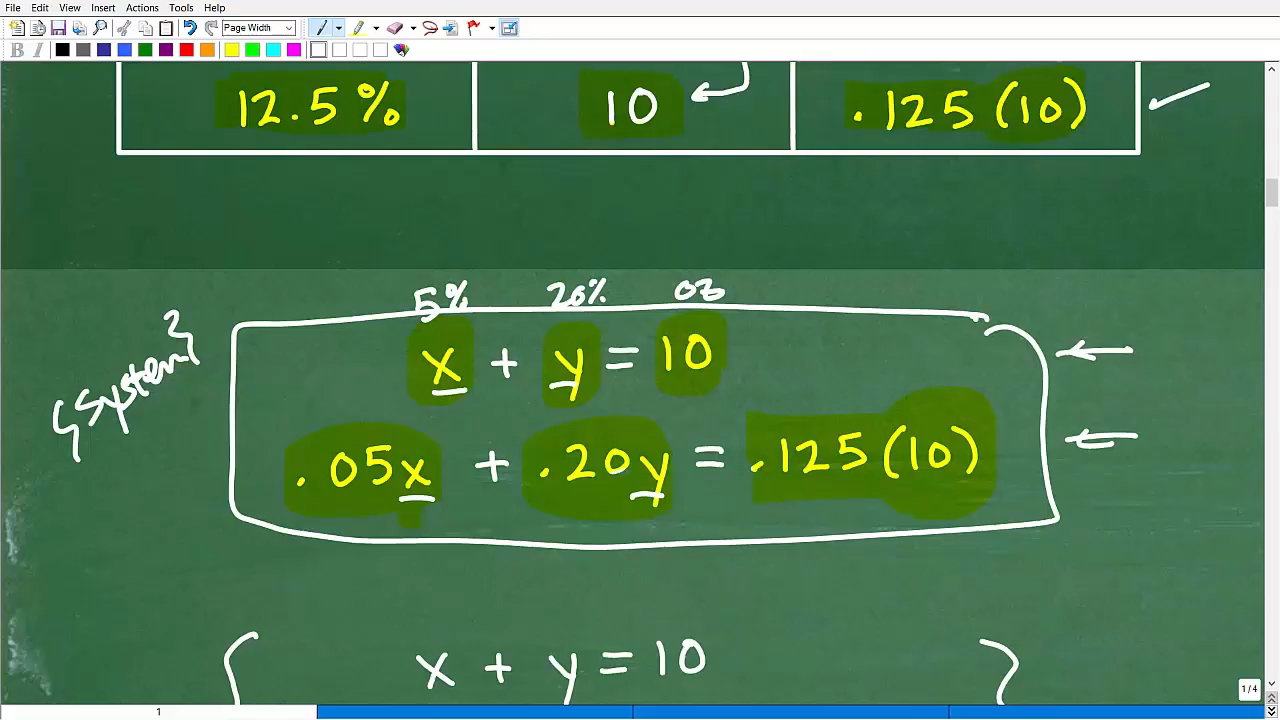 File Edit View Insert Actions Tools Help
Page Width
B I
12.5% 10 .125(10)
5% 20% oz
x + y = 10
{System}
.05x + .20y = .125(10)
x + y = 10
1/4
1